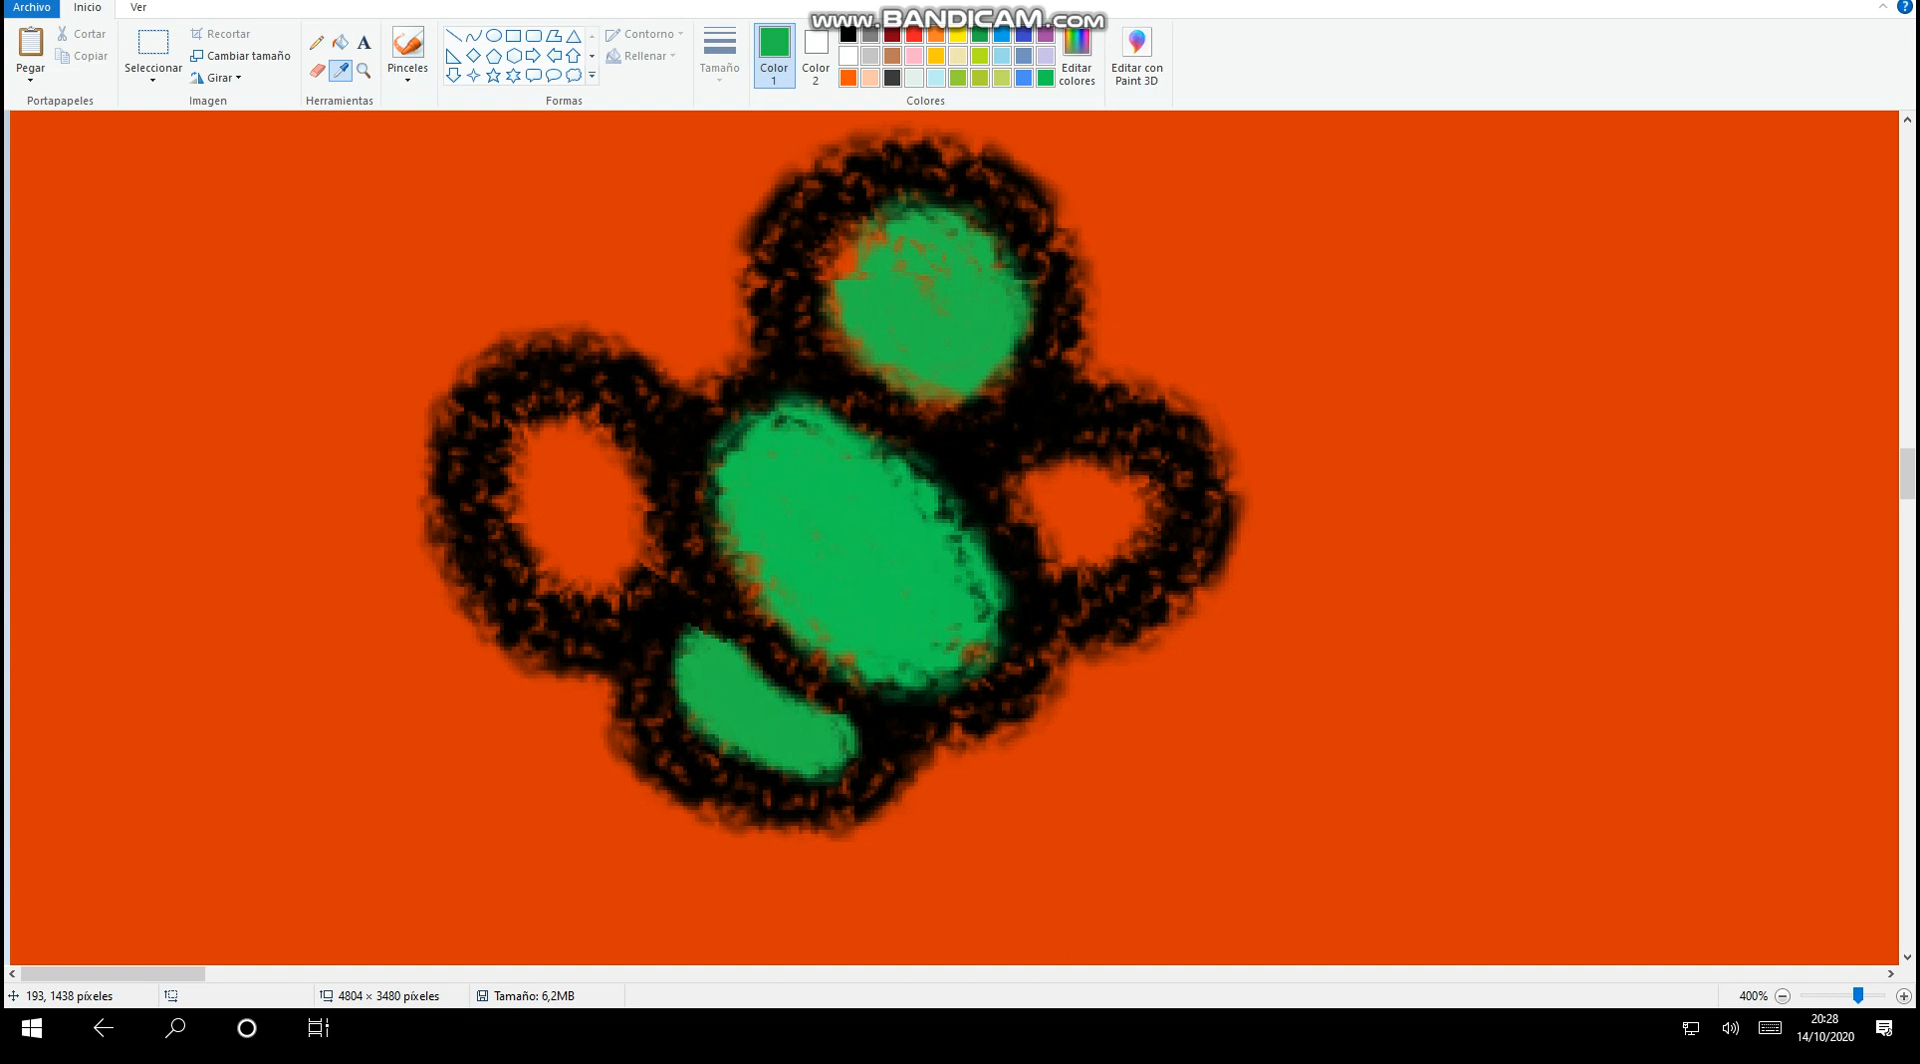 Archivo Inicio Ver
www.BANDICAM.com
Pegar
Cortar
Copiar
Portapapeles
Seleccionar
Recortar
Cambiar tamaño
Girar
Imagen
A
Herramientas
Pinceles
Contorno
Rellenar
Formas
Tamaño
Color 1
Color 2
Editar colores
Colores
Editar con Paint 3D
193, 1438 píxeles
4804 × 3480 píxeles
Tamaño: 6,2MB
400%
20:28
14/10/2020